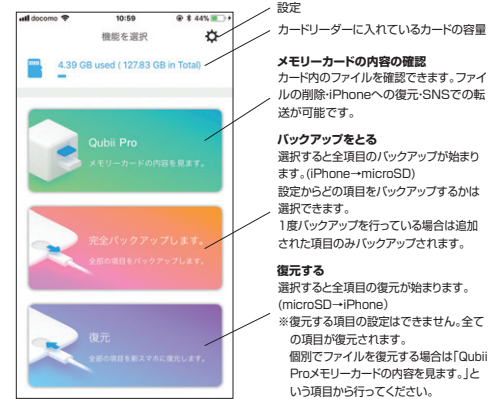 docomo 10:59 44%
機能を選択
4.39 GB used ( 127.83 GB in Total)
Qubii Pro
メモリーカードの内容を見ます。
完全バックアップします。
全部の項目をバックアップします。
復元
全部の項目を新スマホに復元します。
設定
カードリーダーに入れているカードの容量
メモリーカードの内容の確認
カード内のファイルを確認できます。ファイ
ルの削除・iPhoneへの復元・SNSでの転
送が可能です。
バックアップをとる
選択すると全項目のバックアップが始まり
ます。(iPhone→microSD)
設定からどの項目をバックアップするかは
選択できます。
1度バックアップを行っている場合は追加
された項目のみバックアップされます。
復元する
選択すると全項目の復元が始まります。
(microSD→iPhone)
※復元する項目の設定はできません。全て
の項目が復元されます。
個別でファイルを復元する場合は「Qubii
Proメモリーカードの内容を見ます。」と
いう項目から行ってください。